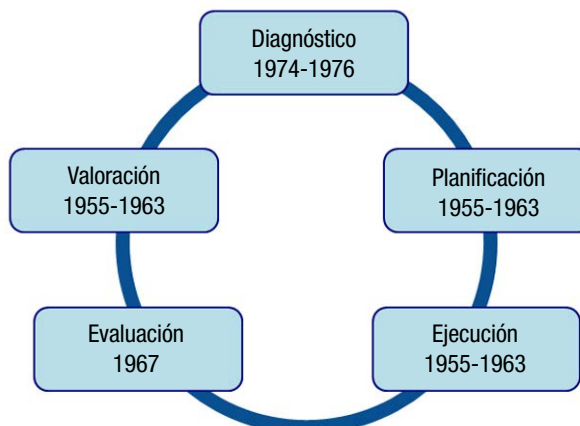 Diagnóstico
1974-1976
Valoración
1955-1963
Planificación
1955-1963
Evaluación
1967
Ejecución
1955-1963